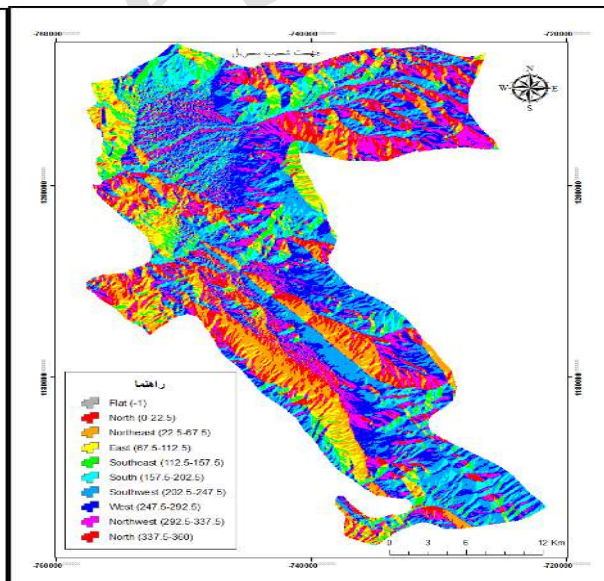 جهت شیب
-760000 -740000 -720000
N
W E
S
راهنما
Flat (-1)
North (0-22.5)
Northeast (22.5-67.5)
East (67.5-112.5)
Southeast (112.5-157.5)
South (157.5-202.5)
Southwest (202.5-247.5)
West (247.5-292.5)
Northwest (292.5-337.5)
North (337.5-360)
0 3 6 12 Km
-760000 -740000 -720000